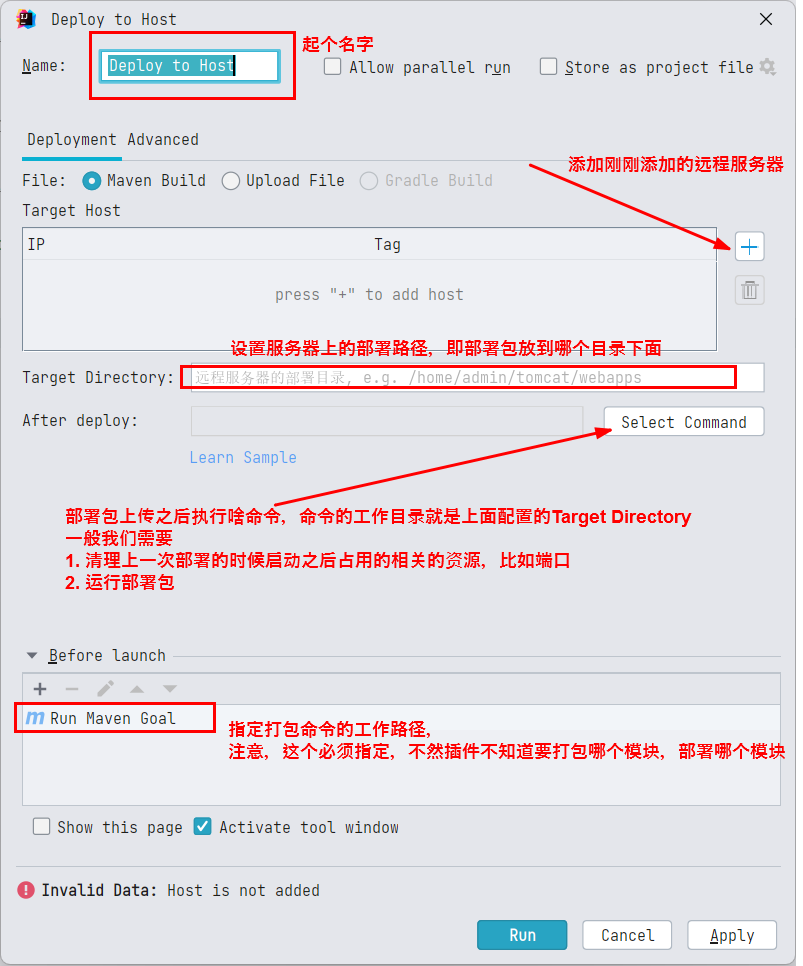 Deploy to Host
起个名字
Name:
Deploy to Host
Allow parallel run
Store as project file
Deployment
Advanced
添加刚刚添加的远程服务器
File:
Maven Build
Upload File
Gradle Build
Target Host
IP
Tag
press "+" to add host
设置服务器上的部署路径，即部署包放到哪个目录下面
Target Directory:
远程服务器的部署目录, e.g. /home/admin/tomcat/webapps
After deploy:
Select Command
Learn Sample
部署包上传之后执行啥命令，命令的工作目录就是上面配置的Target Directory
一般我们需要
1. 清理上一次部署的时候启动之后占用的相关的资源，比如端口
2. 运行部署包
Before launch
Run Maven Goal
指定打包命令的工作路径，
注意，这个必须指定，不然插件不知道要打包哪个模块，部署哪个模块
Show this page
Activate tool window
Invalid Data: Host is not added
Run
Cancel
Apply